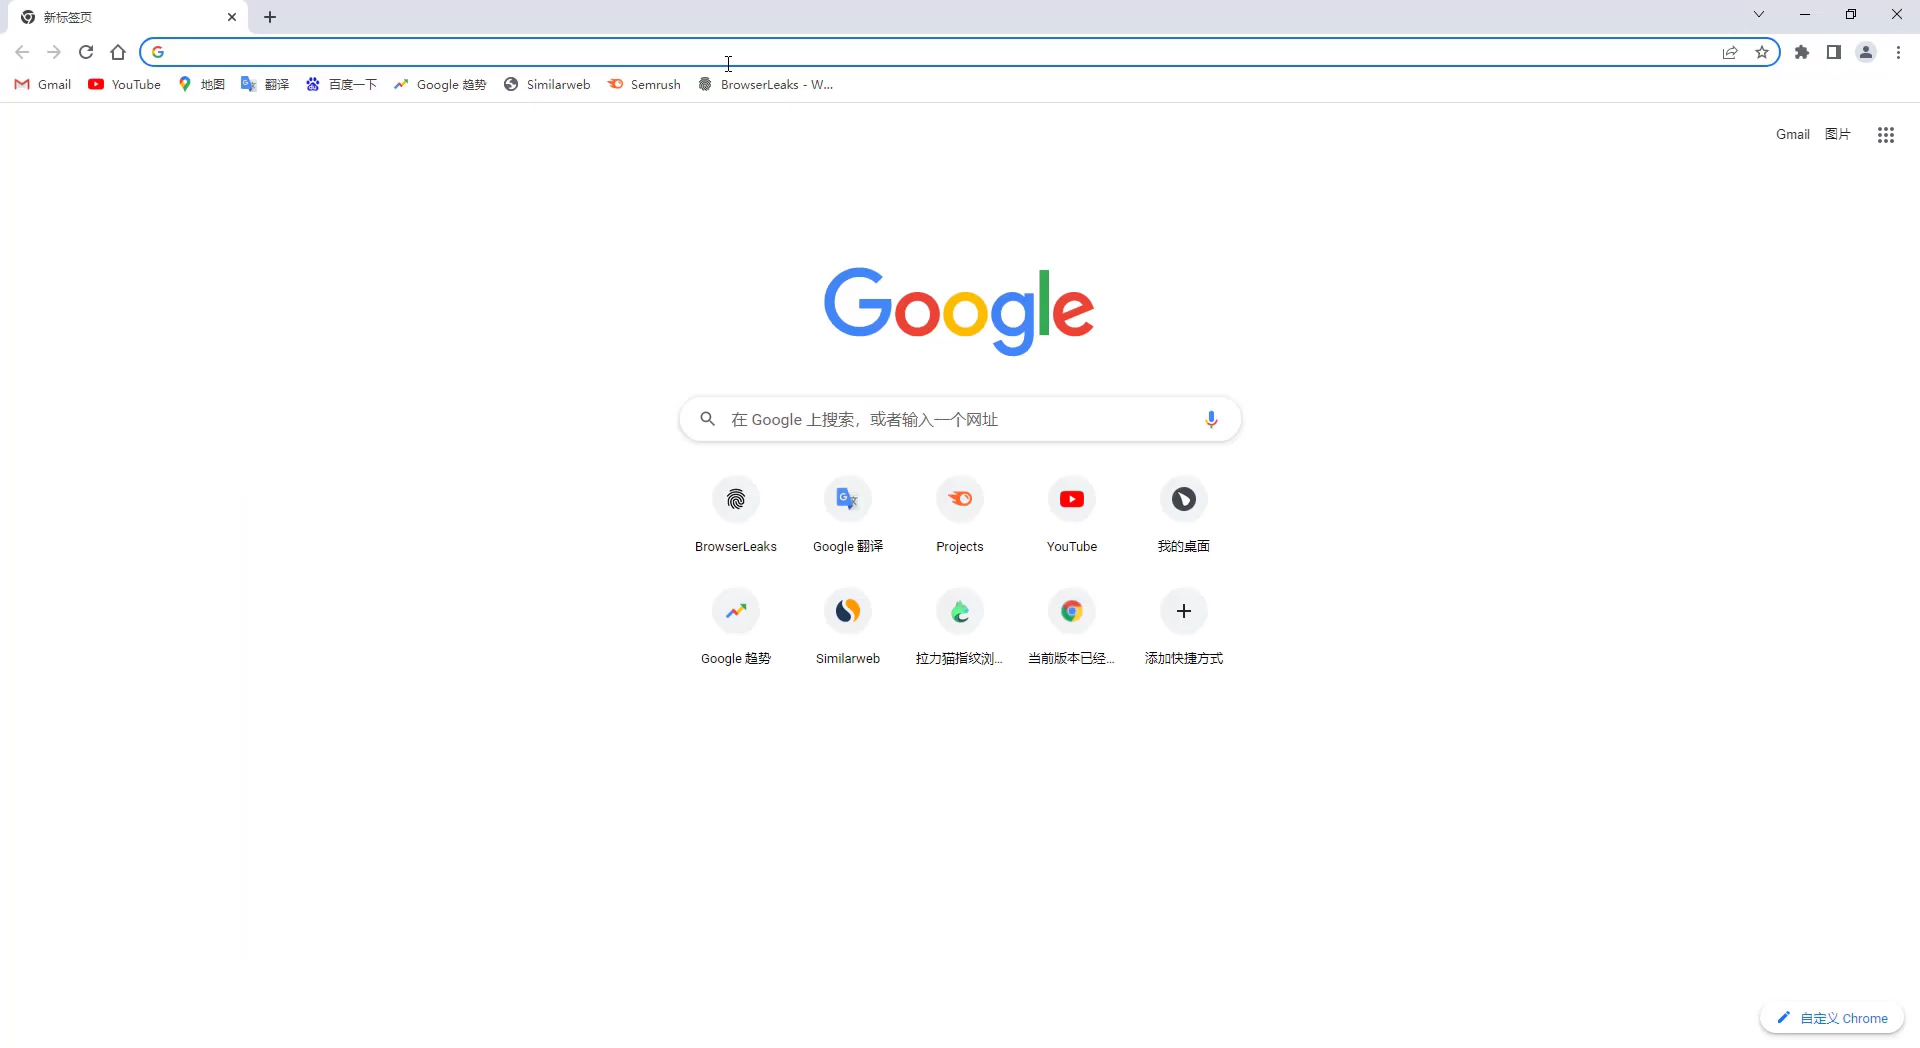 新标签页
Gmail YouTube 地图 翻译 百度一下 Google 趋势 Similarweb Semrush BrowserLeaks - W...
Gmail 图片
Google
在 Google 上搜索，或者输入一个网址
BrowserLeaks Google 翻译 Projects YouTube 我的桌面
Google 趋势 Similarweb 拉力猫指纹浏... 当前版本已经... 添加快捷方式
自定义 Chrome